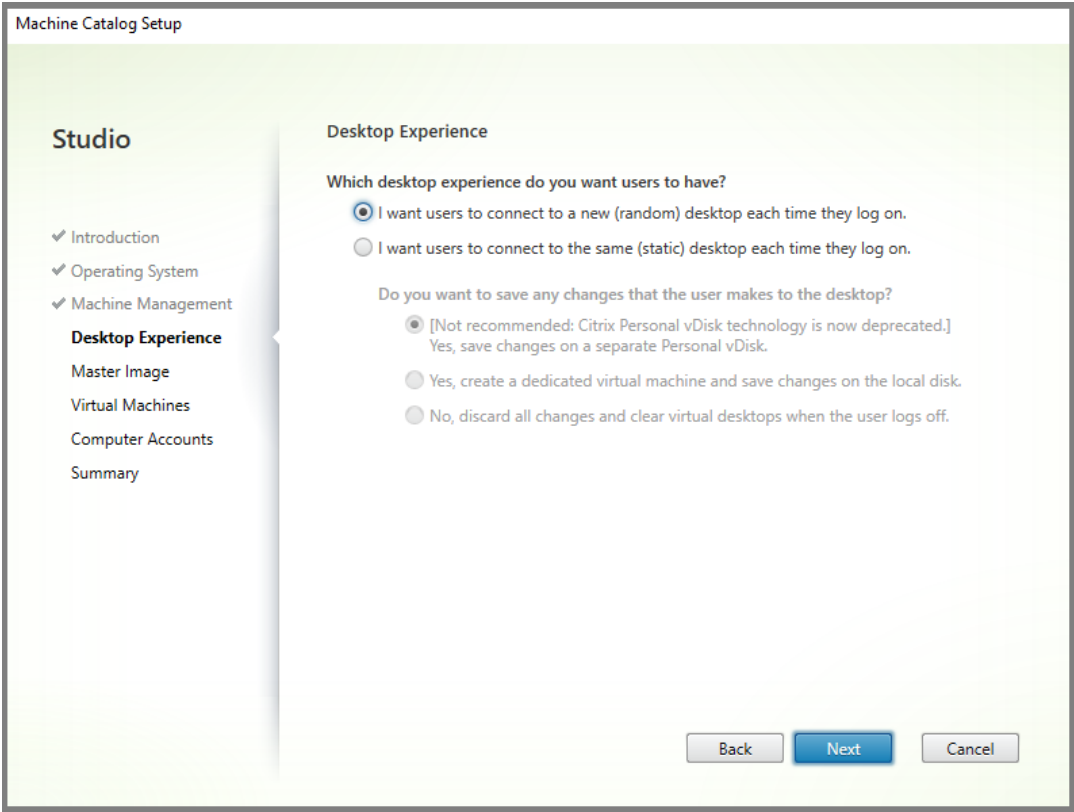 Machine Catalog Setup
Studio
Introduction
Operating System
Machine Management
Desktop Experience
Master Image
Virtual Machines
Computer Accounts
Summary
Desktop Experience
Which desktop experience do you want users to have?
I want users to connect to a new (random) desktop each time they log on.
I want users to connect to the same (static) desktop each time they log on.
Do you want to save any changes that the user makes to the desktop?
[Not recommended: Citrix Personal vDisk technology is now deprecated.]
Yes, save changes on a separate Personal vDisk.
Yes, create a dedicated virtual machine and save changes on the local disk.
No, discard all changes and clear virtual desktops when the user logs off.
Back
Next
Cancel